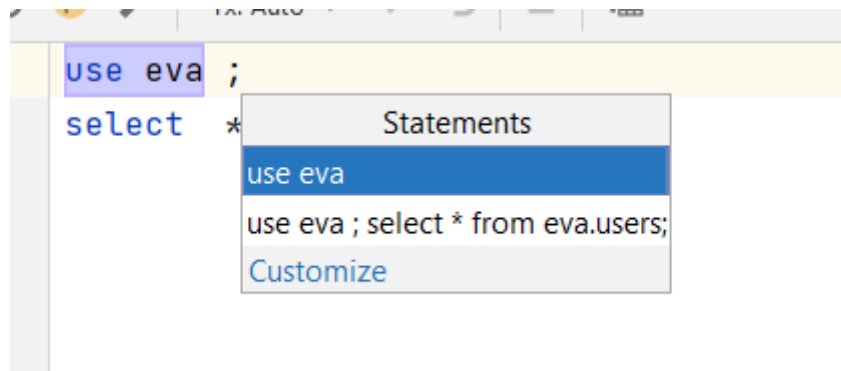 Tx: Auto
use eva ;
select *
Statements
use eva
use eva ; select * from eva.users;
Customize